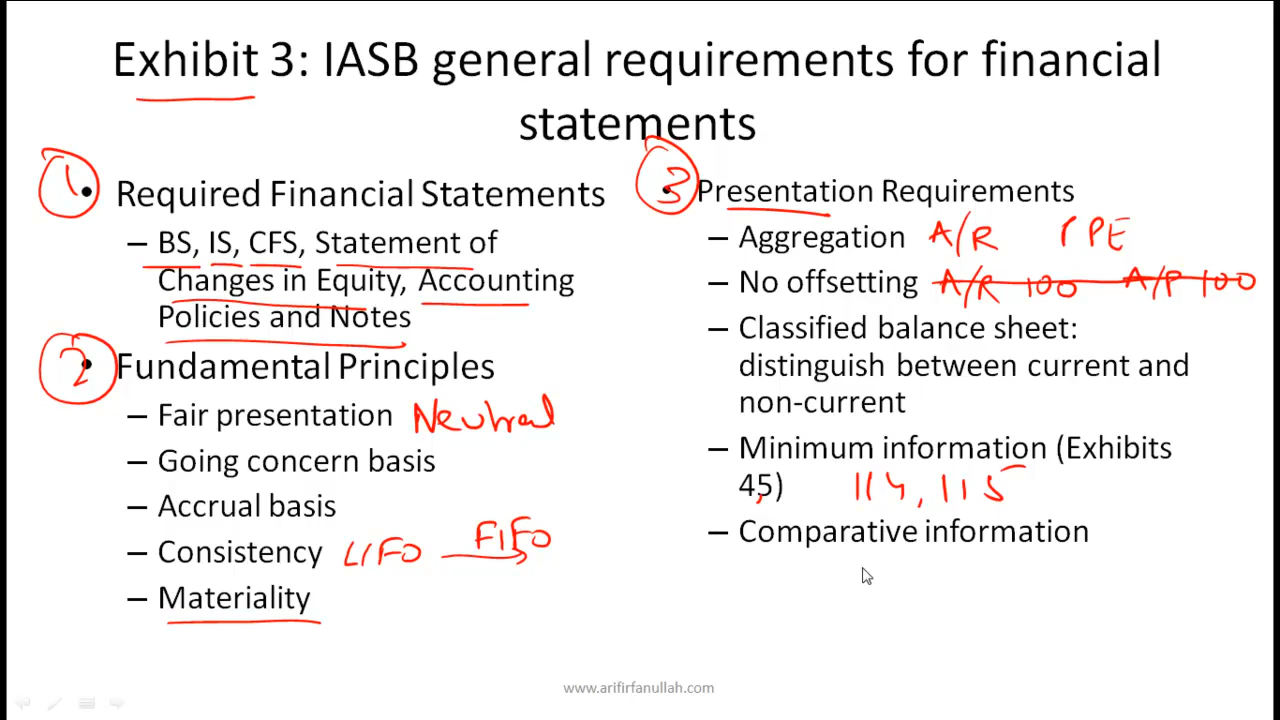 Exhibit 3: IASB general requirements for financial
statements
1
• Required Financial Statements
– BS, IS, CFS, Statement of
Changes in Equity, Accounting
Policies and Notes
2
• Fundamental Principles
– Fair presentation Neutral
– Going concern basis
– Accrual basis
– Consistency LIFO → FIFO
– Materiality
3
• Presentation Requirements
– Aggregation A/R PPE
– No offsetting A/R 100 A/P 100
– Classified balance sheet:
distinguish between current and
non-current
– Minimum information (Exhibits
45) 114, 115
– Comparative information
www.arifirfanullah.com